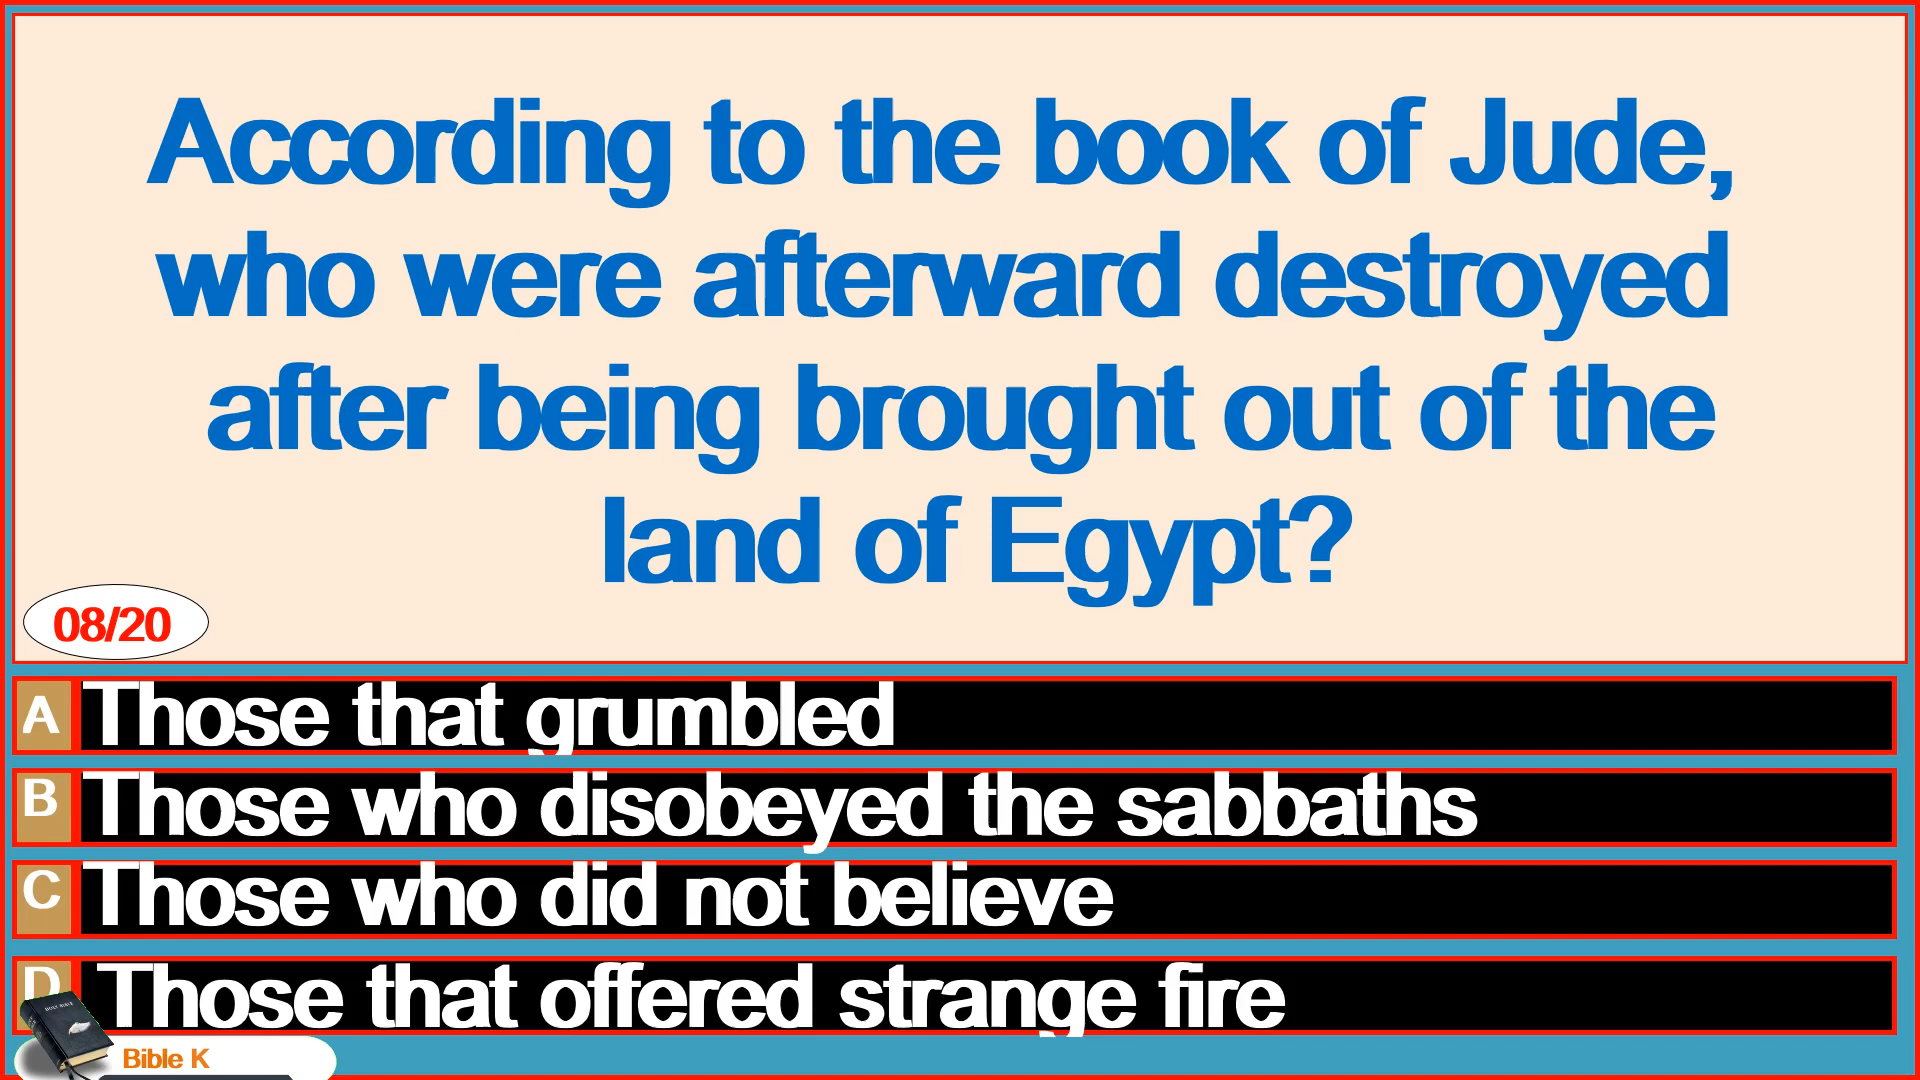 According to the book of Jude,
who were afterward destroyed
after being brought out of the
land of Egypt?
08/20
A Those that grumbled
B Those who disobeyed the sabbaths
C Those who did not believe
D Those that offered strange fire
HOLY BIBLE
Bible K